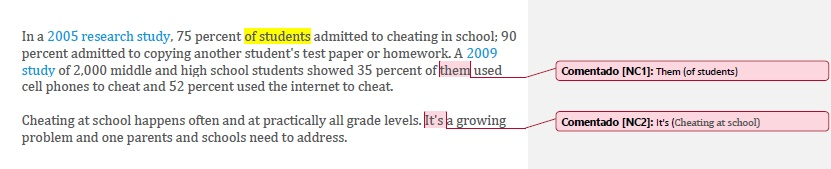 In a 2005 research study, 75 percent of students admitted to cheating in school; 90
percent admitted to copying another student's test paper or homework. A 2009
study of 2,000 middle and high school students showed 35 percent of them used
cell phones to cheat and 52 percent used the internet to cheat.
Comentado [NC1]: Them (of students)
Cheating at school happens often and at practically all grade levels. It's a growing
problem and one parents and schools need to address.
Comentado [NC2]: It's (Cheating at school)